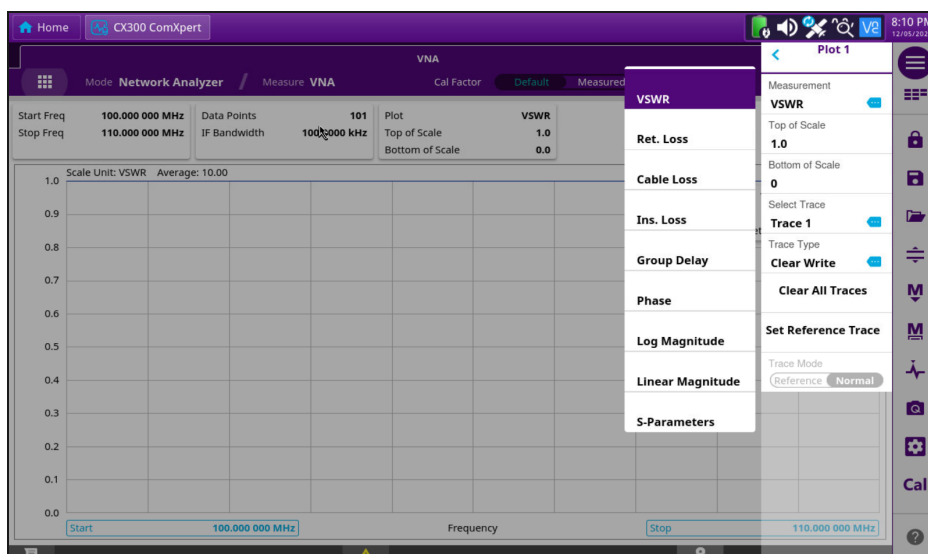 Home
CX300 ComXpert
8:10 PM
VNA
Mode Network Analyzer / Measure VNA
Cal Factor Default Measured
Start Freq 100.000 000 MHz
Stop Freq 110.000 000 MHz
Data Points 101
IF Bandwidth kHz
Plot VSWR
Top of Scale 1.0
Bottom of Scale 0.0
Scale Unit: VSWR Average: 10.00
1.0
0.9
0.8
0.7
0.6
0.5
0.4
0.3
0.2
0.1
0.0
Start 100.000 000 MHz
Frequency
Stop 110.000 000 MHz
VSWR
Ret. Loss
Cable Loss
Ins. Loss
Group Delay
Phase
Log Magnitude
Linear Magnitude
S-Parameters
Plot 1
Measurement
VSWR
Top of Scale
1.0
Bottom of Scale
0
Select Trace
Trace 1
Trace Type
Clear Write
Clear All Traces
Set Reference Trace
Trace Mode
Reference Normal
M
M
Cal